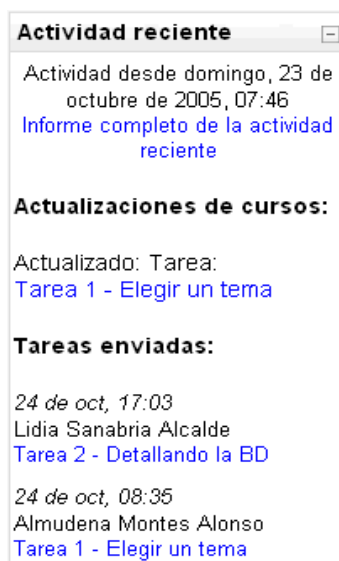 Actividad reciente
Actividad desde domingo, 23 de
octubre de 2005, 07:46
Informe completo de la actividad
reciente
Actualizaciones de cursos:
Actualizado: Tarea:
Tarea 1 - Elegir un tema
Tareas enviadas:
24 de oct, 17:03
Lidia Sanabria Alcalde
Tarea 2 - Detallando la BD
24 de oct, 08:35
Almudena Montes Alonso
Tarea 1 - Elegir un tema